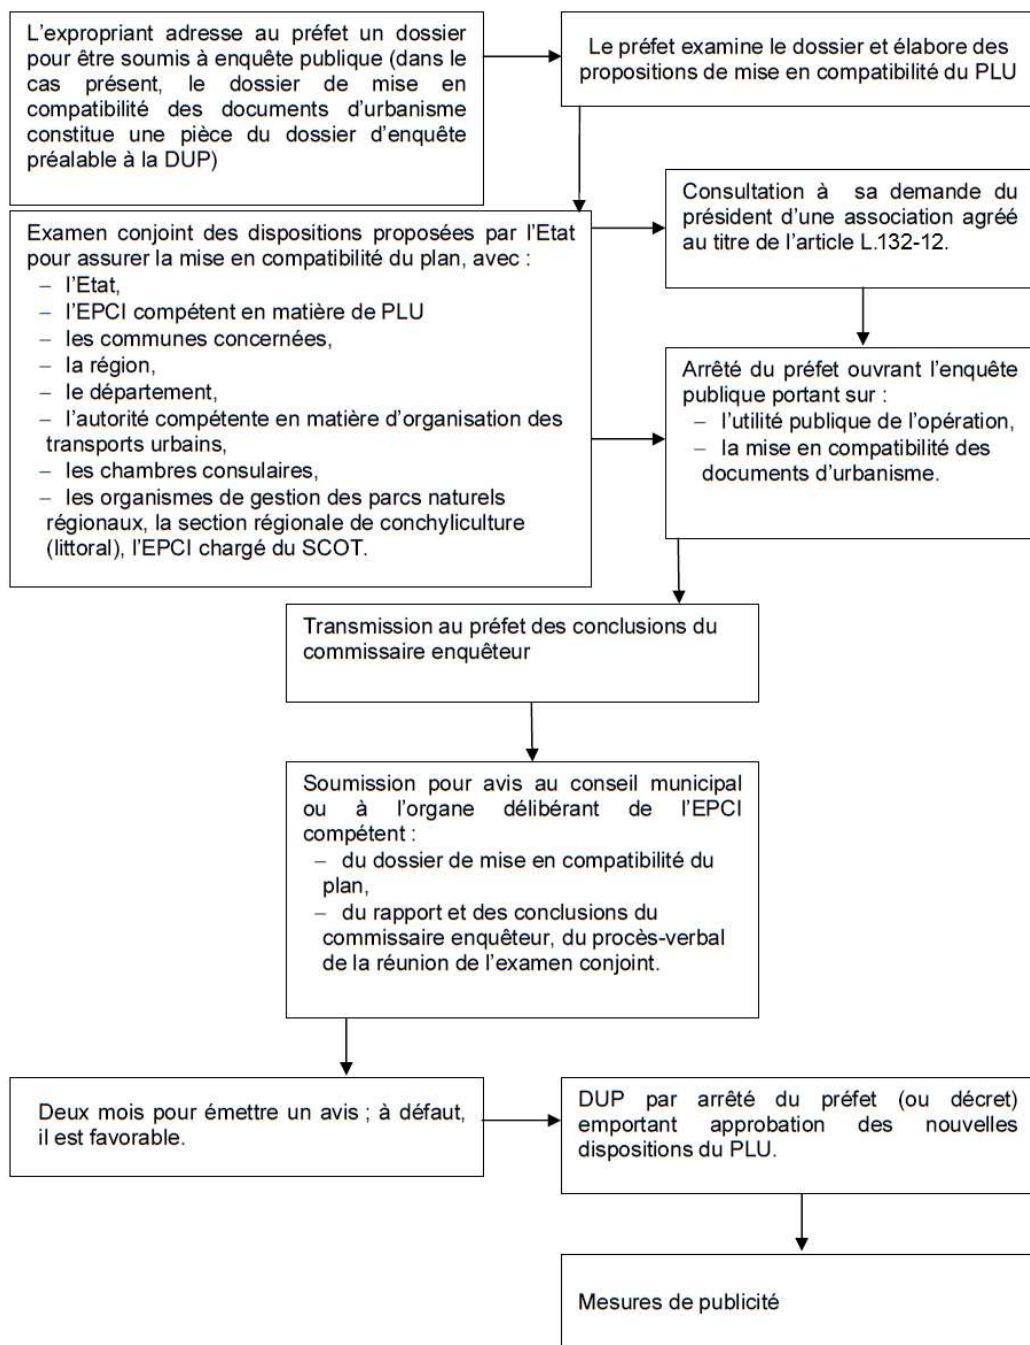 L'expropriant adresse au préfet un dossier
pour être soumis à enquête publique (dans le
cas présent, le dossier de mise en
compatibilité des documents d'urbanisme
constitue une pièce du dossier d'enquête
préalable à la DUP)
Le préfet examine le dossier et élabore des
propositions de mise en compatibilité du PLU
Consultation à sa demande du
président d'une association agréé
au titre de l'article L.132-12.
Examen conjoint des dispositions proposées par l'Etat
pour assurer la mise en compatibilité du plan, avec :
– l'Etat,
– l'EPCI compétent en matière de PLU
– les communes concernées,
– la région,
– le département,
– l'autorité compétente en matière d'organisation des
transports urbains,
– les chambres consulaires,
– les organismes de gestion des parcs naturels
régionaux, la section régionale de conchyliculture
(littoral), l'EPCI chargé du SCOT.
Arrêté du préfet ouvrant l'enquête
publique portant sur :
– l'utilité publique de l'opération,
– la mise en compatibilité des
documents d'urbanisme.
Transmission au préfet des conclusions du
commissaire enquêteur
Soumission pour avis au conseil municipal
ou à l'organe délibérant de l'EPCI
compétent :
– du dossier de mise en compatibilité du
plan,
– du rapport et des conclusions du
commissaire enquêteur, du procès-verbal
de la réunion de l'examen conjoint.
Deux mois pour émettre un avis ; à défaut,
il est favorable.
DUP par arrêté du préfet (ou décret)
emportant approbation des nouvelles
dispositions du PLU.
Mesures de publicité